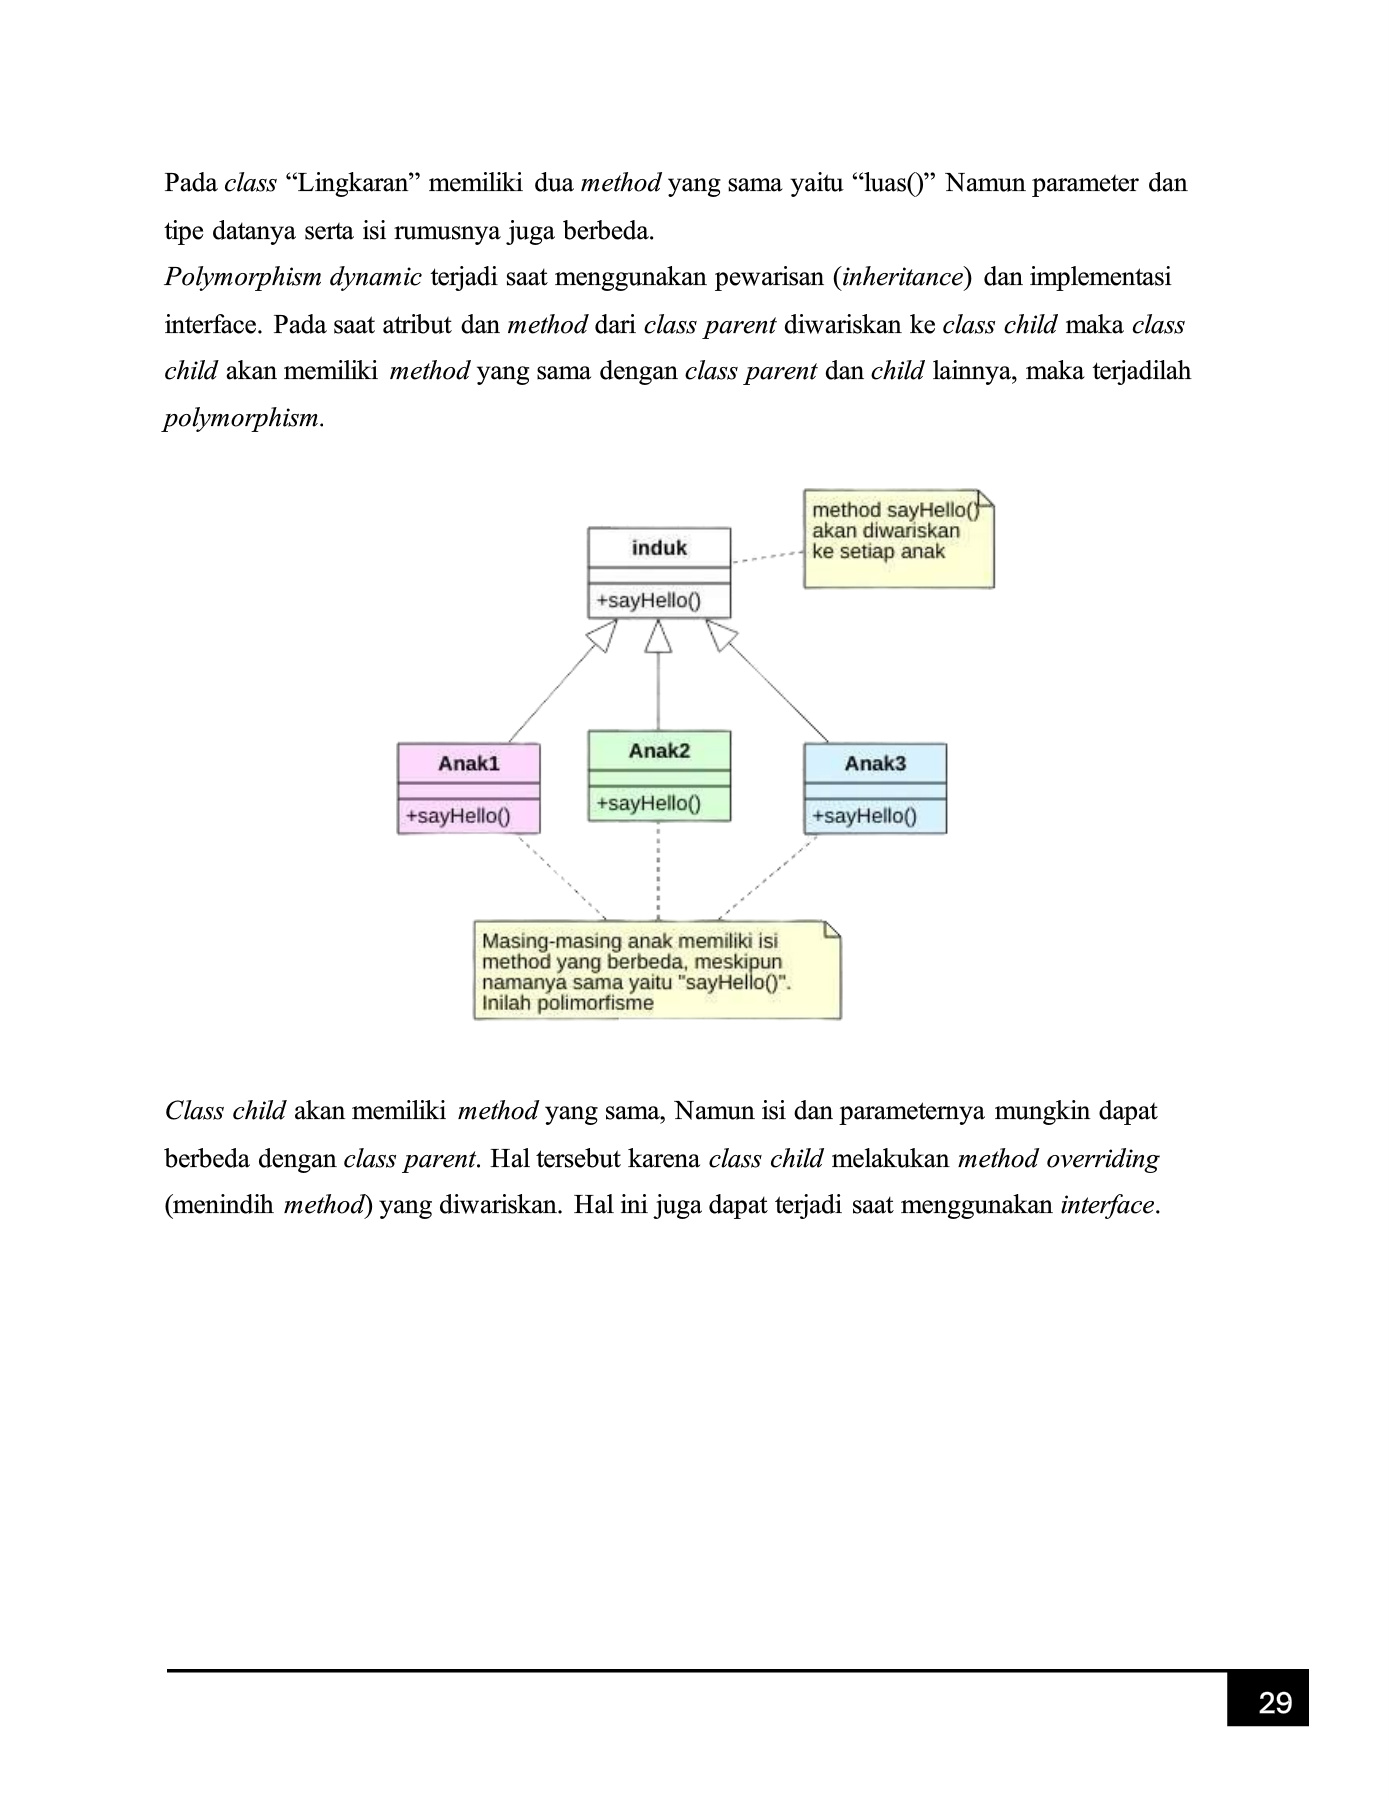 Pada class “Lingkaran” memiliki dua method yang sama yaitu “luas()” Namun parameter dan
tipe datanya serta isi rumusnya juga berbeda.
Polymorphism dynamic terjadi saat menggunakan pewarisan (inheritance) dan implementasi
interface. Pada saat atribut dan method dari class parent diwariskan ke class child maka class
child akan memiliki method yang sama dengan class parent dan child lainnya, maka terjadilah
polymorphism.
method sayHello()
akan diwariskan
ke setiap anak
induk
+sayHello()
Anak1
+sayHello()
Anak2
+sayHello()
Anak3
+sayHello()
Masing-masing anak memiliki isi
method yang berbeda, meskipun
namanya sama yaitu "sayHello()".
Inilah polimorfisme
Class child akan memiliki method yang sama, Namun isi dan parameternya mungkin dapat
berbeda dengan class parent. Hal tersebut karena class child melakukan method overriding
(menindih method) yang diwariskan. Hal ini juga dapat terjadi saat menggunakan interface.
29